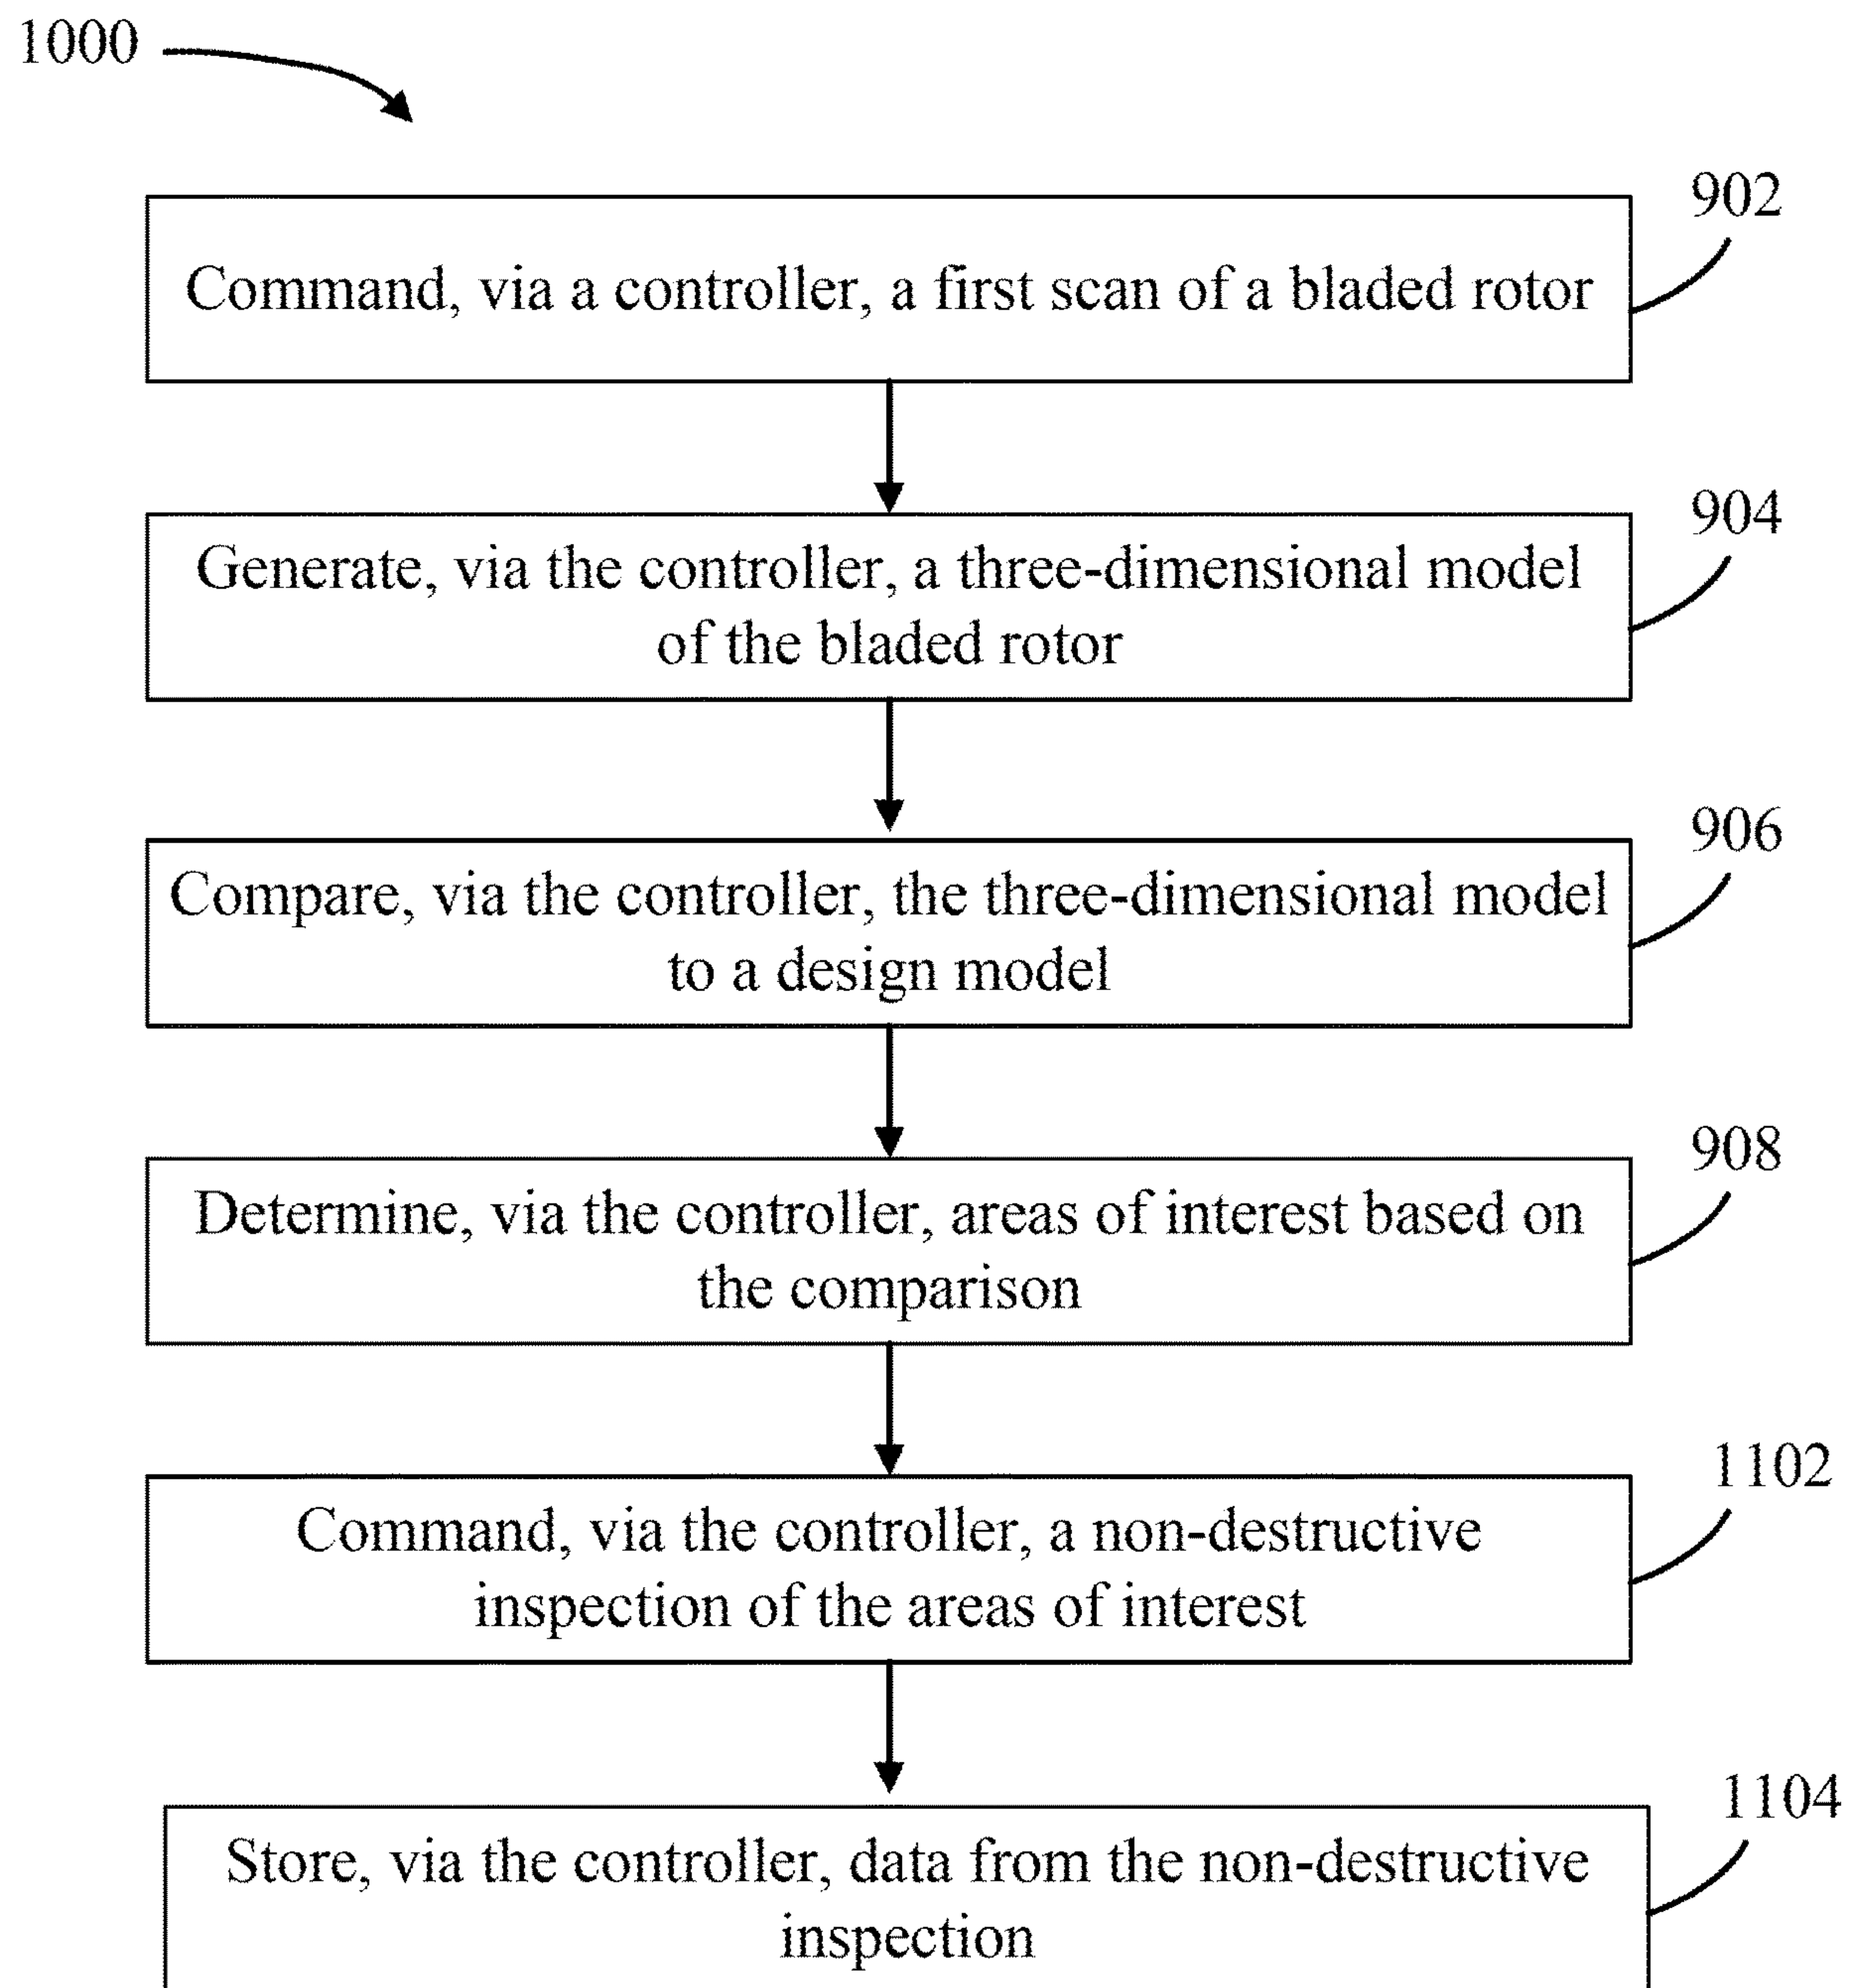 1000
902
Command, via a controller, a first scan of a bladed rotor
904
Generate, via the controller, a three-dimensional model
of the bladed rotor
906
Compare, via the controller, the three-dimensional model
to a design model
908
Determine, via the controller, areas of interest based on
the comparison
1102
Command, via the controller, a non-destructive
inspection of the areas of interest
1104
Store, via the controller, data from the non-destructive
inspection